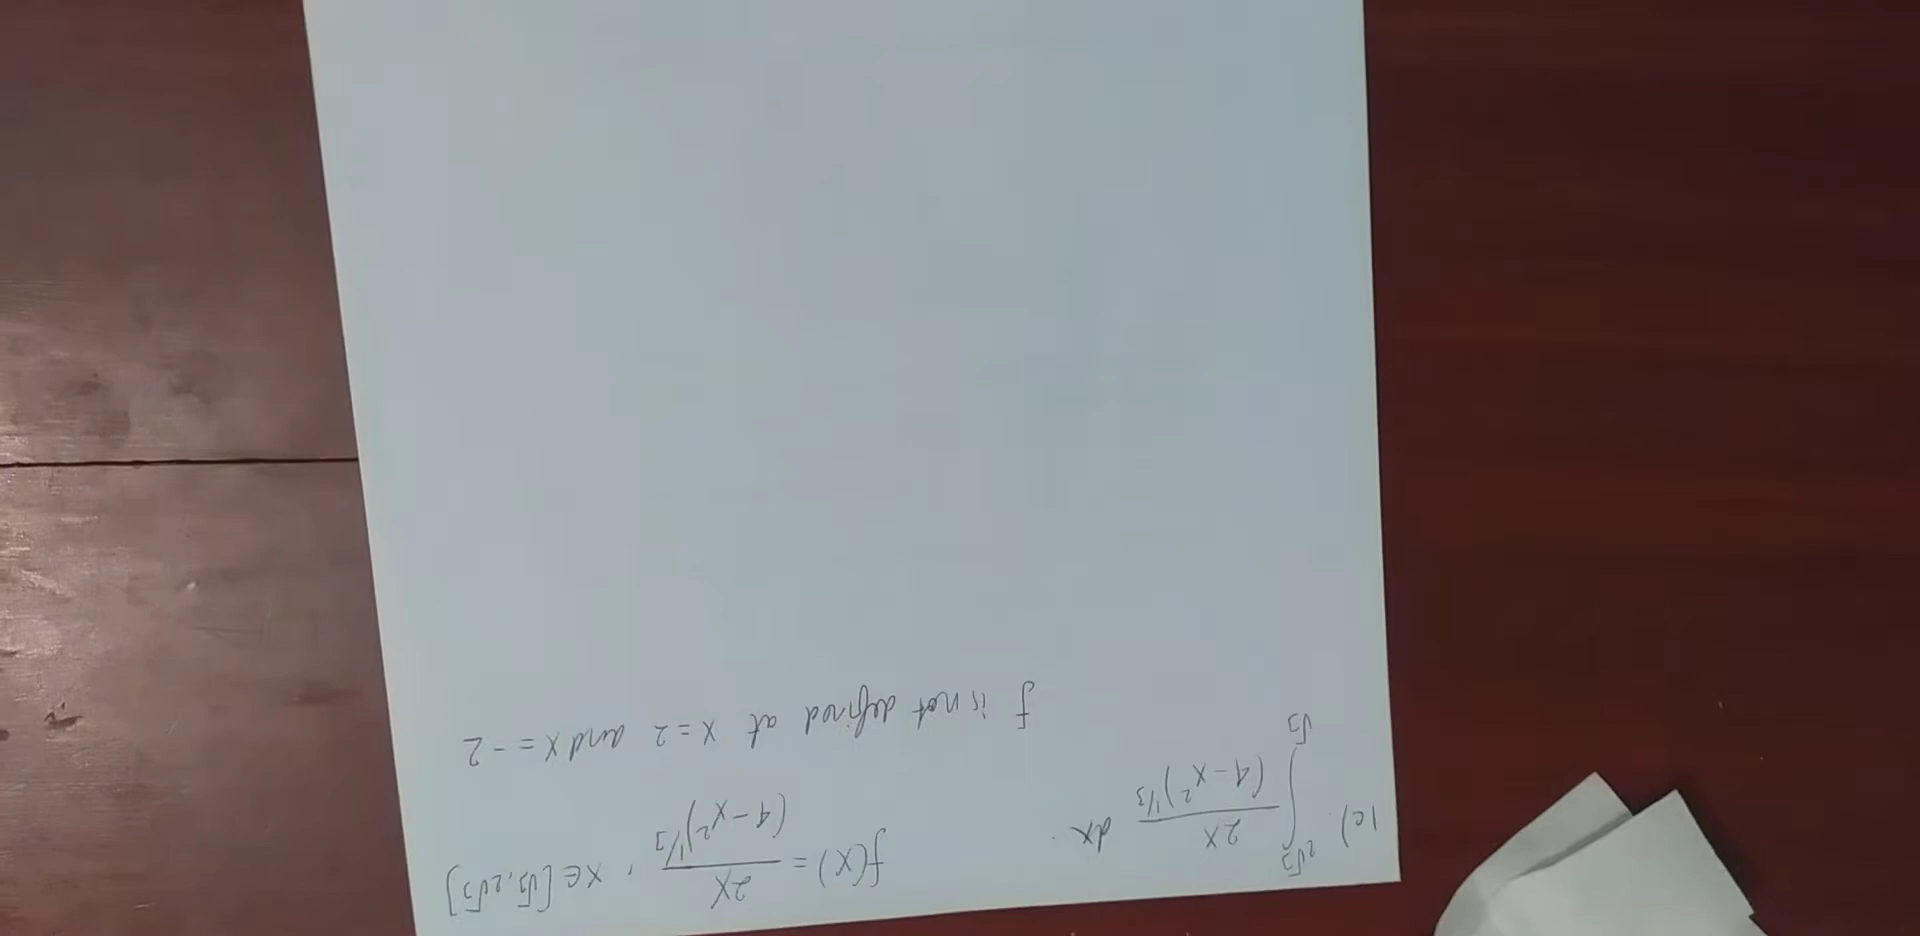 1c). ∫_{√3}^{2√3} 2x/(4-x²)^{1/3} dx.
f(x) = 2x/(4-x²)^{1/3}, x∈[√3, 2√3]
f is not defined at x = 2 and x = -2